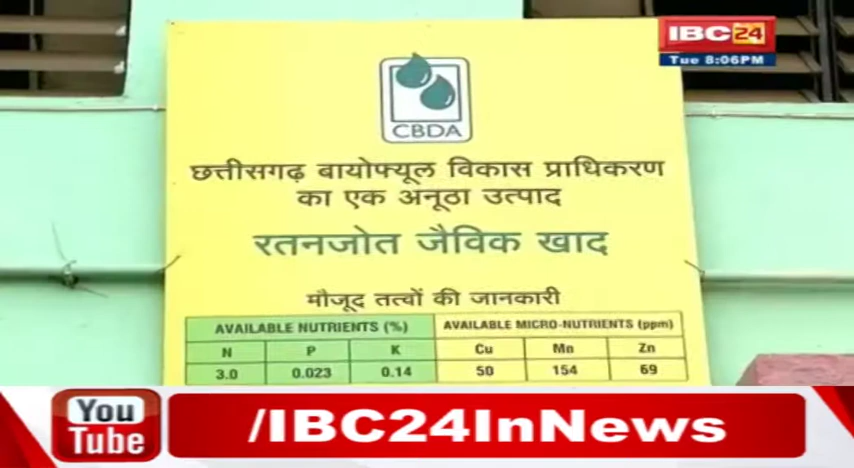 IBC24
Tue 8:06PM
CBDA
छत्तीसगढ़ बायोफ्यूल विकास प्राधिकरण
का एक अनूठा उत्पाद
रतनजोत जैविक खाद
मौजूद तत्वों की जानकारी
AVAILABLE NUTRIENTS (%) AVAILABLE MICRO-NUTRIENTS (ppm)
N P K Cu Mn Zn
3.0 0.023 0.14 50 154 69
You
Tube
/IBC24InNews